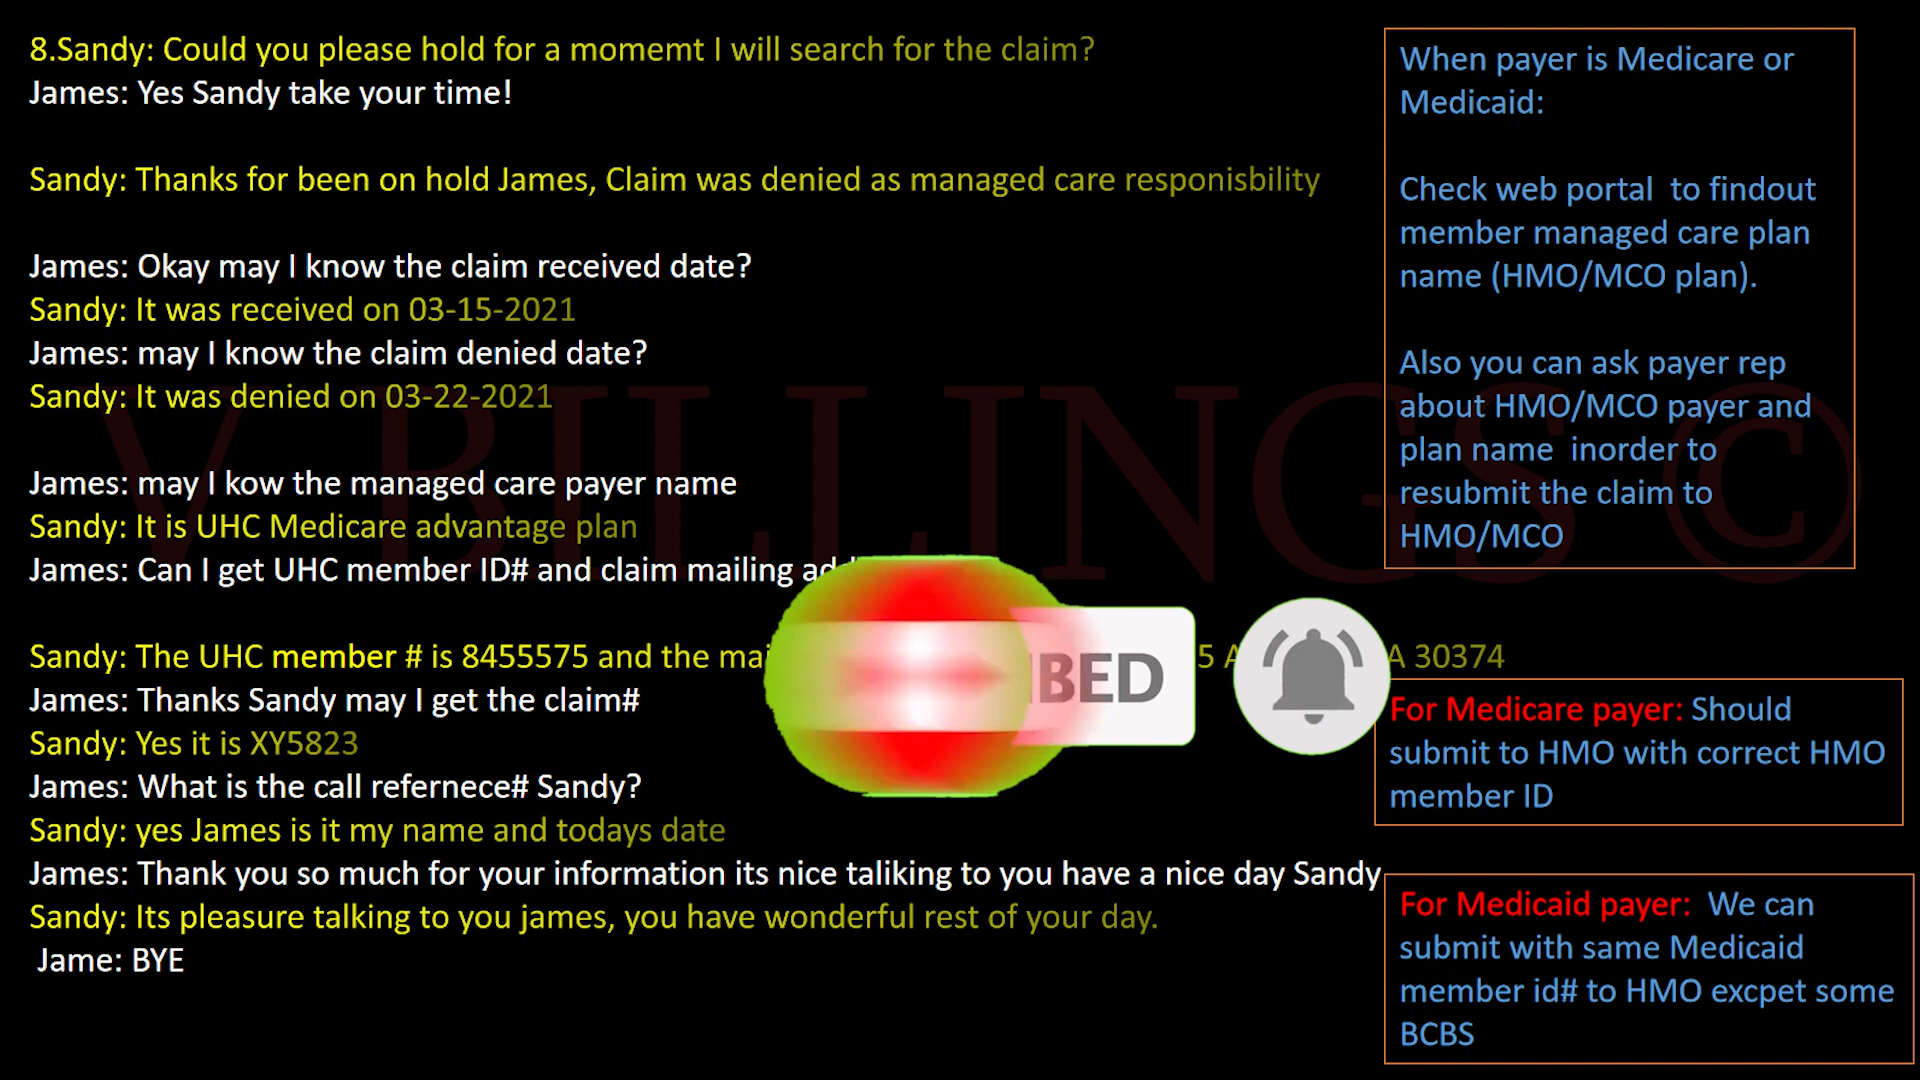 8.Sandy: Could you please hold for a momemt I will search for the claim?
James: Yes Sandy take your time!
Sandy: Thanks for been on hold James, Claim was denied as managed care responisbility
James: Okay may I know the claim received date?
Sandy: It was received on 03-15-2021
James: may I know the claim denied date?
Sandy: It was denied on 03-22-2021
James: may I kow the managed care payer name
Sandy: It is UHC Medicare advantage plan
James: Can I get UHC member ID# and claim mailing
Sandy: The UHC member # is 8455575 and the 30374
James: Thanks Sandy may I get the claim#
Sandy: Yes it is XY5823
James: What is the call refernece# Sandy?
Sandy: yes James is it my name and todays date
James: Thank you so much for your information its nice taliking to you have a nice day Sandy
Sandy: Its pleasure talking to you james, you have wonderful rest of your day.
Jame: BYE
When payer is Medicare or
Medicaid:
Check web portal to findout
member managed care plan
name (HMO/MCO plan).
Also you can ask payer rep
about HMO/MCO payer and
plan name inorder to
resubmit the claim to
HMO/MCO
For Medicare payer: Should
submit to HMO with correct HMO
member ID
For Medicaid payer: We can
submit with same Medicaid
member id# to HMO excpet some
BCBS
V BILLINGS ©